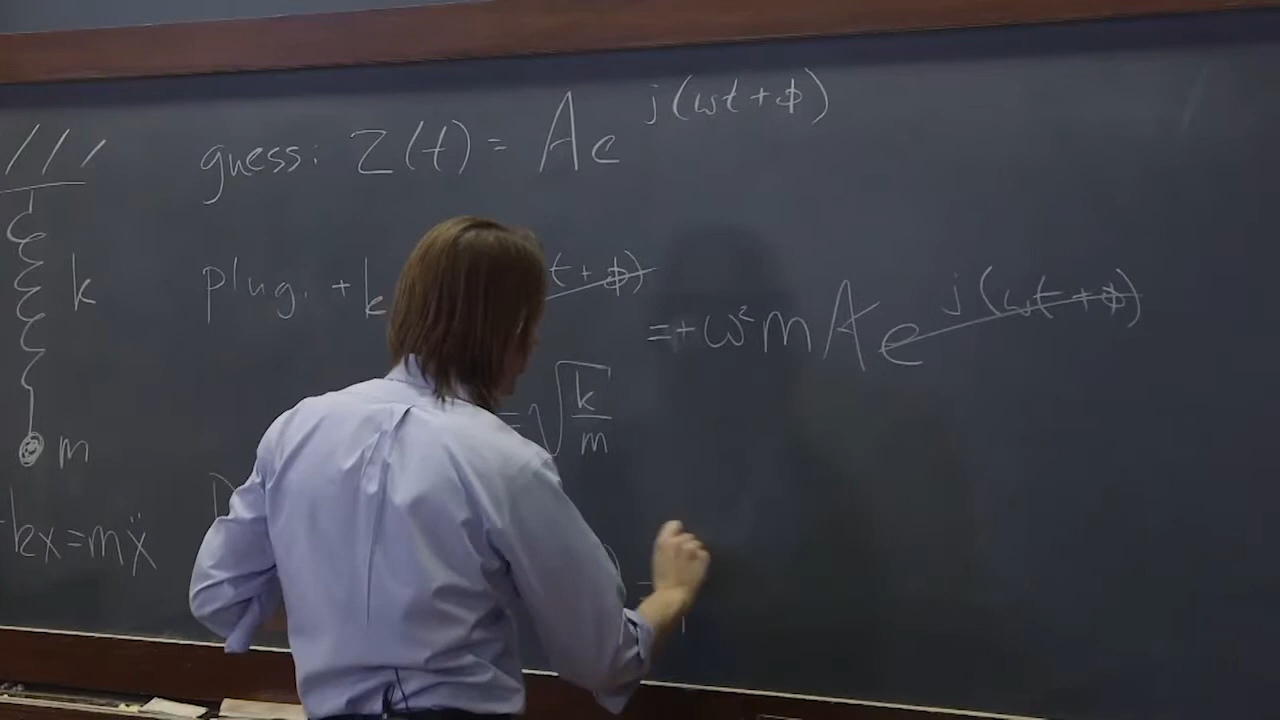 guess: Z(t) = Ae^{j(ωt+ϕ)}
k
plug. +k t+ϕ) =+ω²mAe^{j(ωt+ϕ)}
= √(k/m)
m
-kx=mẍ